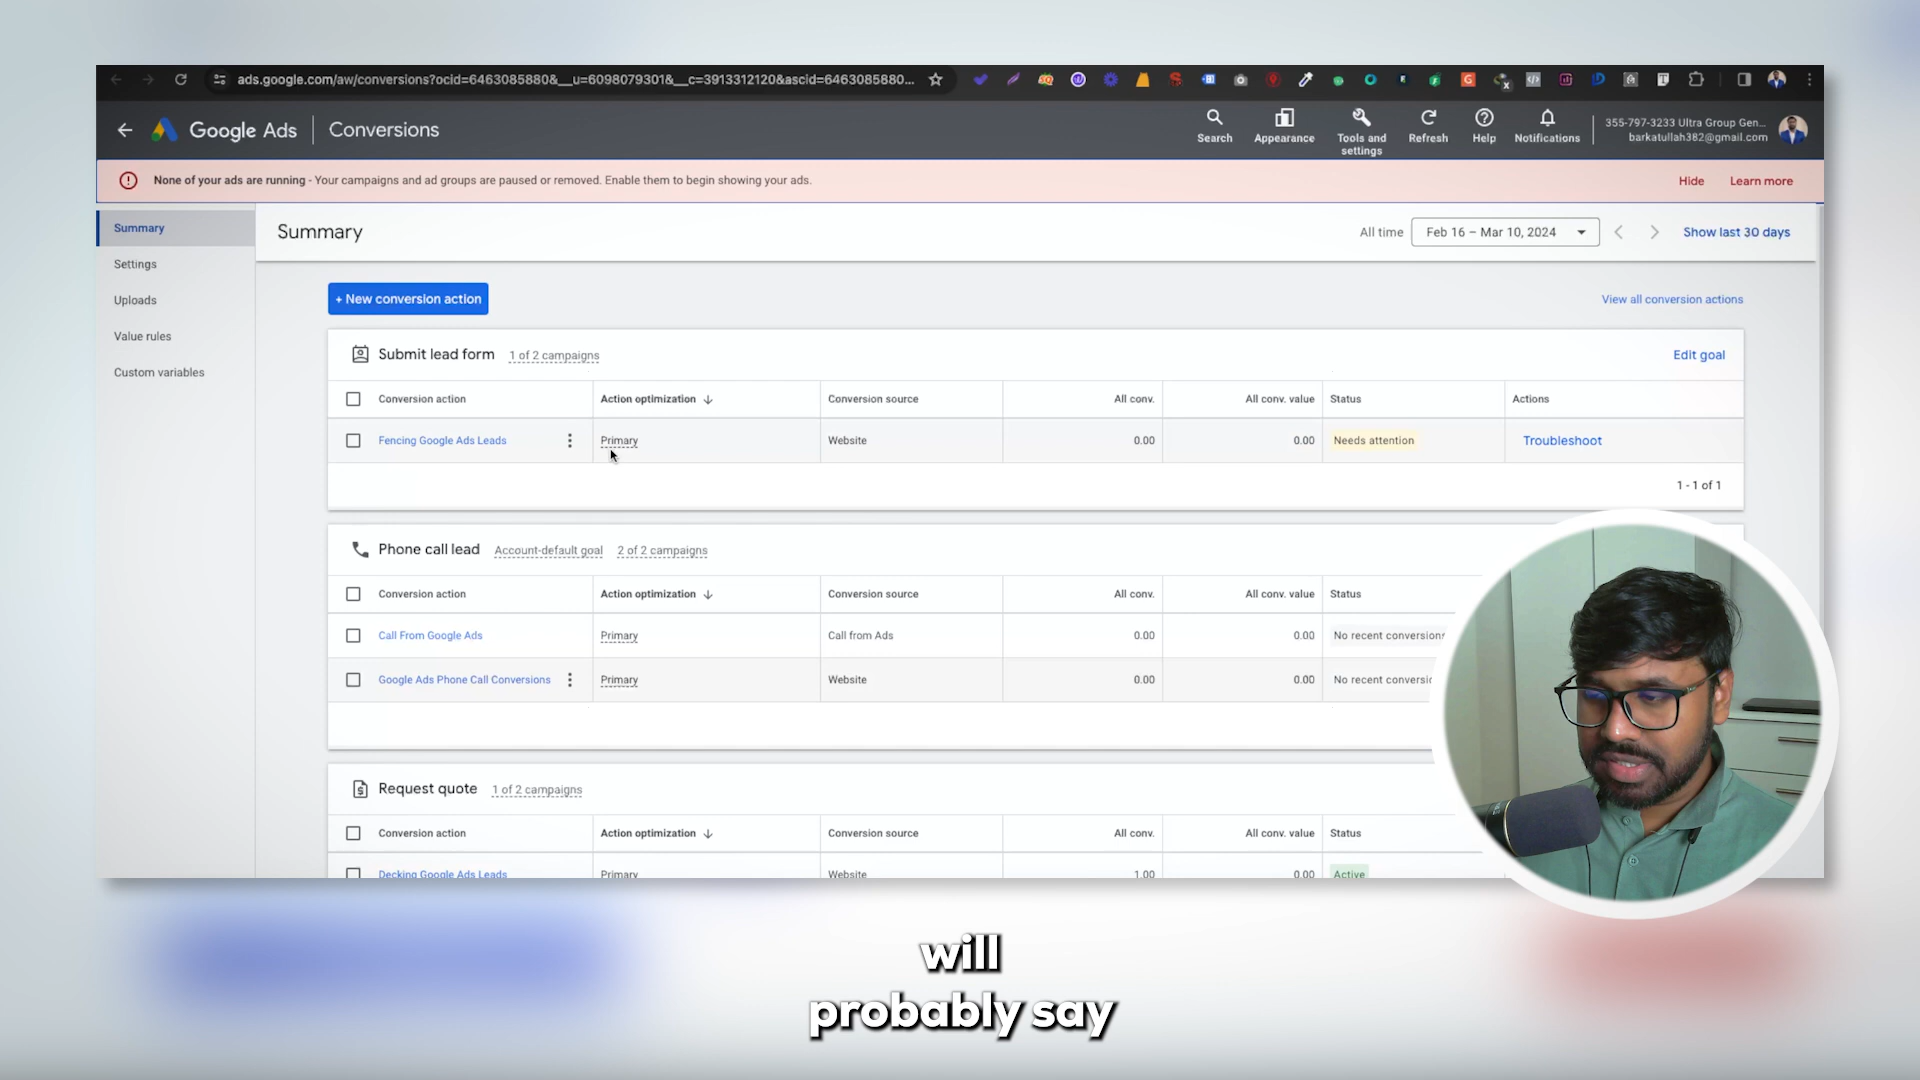 ads.google.com/aw/conversions?ocid=6463085880&__u=6098079301&__c=3913312120&ascid=6463085880...
Google Ads
Conversions
Search
Appearance
Tools and settings
Refresh
Help
Notifications
355-797-3233 Ultra Group Gen...
barkatullah382@gmail.com
None of your ads are running - Your campaigns and ad groups are paused or removed. Enable them to begin showing your ads.
Hide
Learn more
Summary
Settings
Uploads
Value rules
Custom variables
Summary
All time
Feb 16 – Mar 10, 2024
Show last 30 days
+ New conversion action
View all conversion actions
Submit lead form
1 of 2 campaigns
Edit goal
Conversion action
Action optimization
Conversion source
All conv.
All conv. value
Status
Actions
Fencing Google Ads Leads
Primary
Website
0.00
0.00
Needs attention
Troubleshoot
1 - 1 of 1
Phone call lead
Account-default goal
2 of 2 campaigns
Conversion action
Action optimization
Conversion source
All conv.
All conv. value
Status
Call From Google Ads
Primary
Call from Ads
0.00
0.00
No recent conversions
Google Ads Phone Call Conversions
Primary
Website
0.00
0.00
No recent conversi
Request quote
1 of 2 campaigns
Conversion action
Action optimization
Conversion source
All conv.
All conv. value
Status
Decking Google Ads Leads
Primary
Website
1.00
0.00
Active
will
probably say